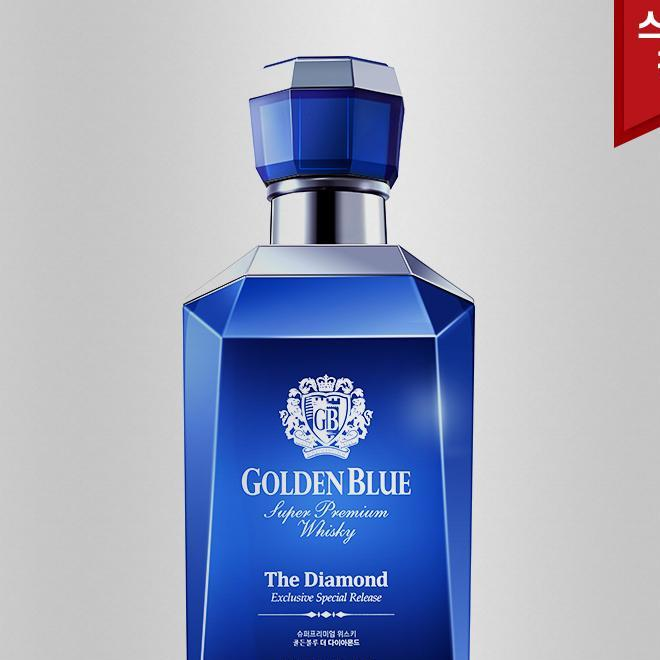 GB
GOLDEN BLUE
Super Premium
Whisky
The Diamond
Exclusive Special Release
슈퍼프리미엄 위스키
골든블루 더 다이아몬드